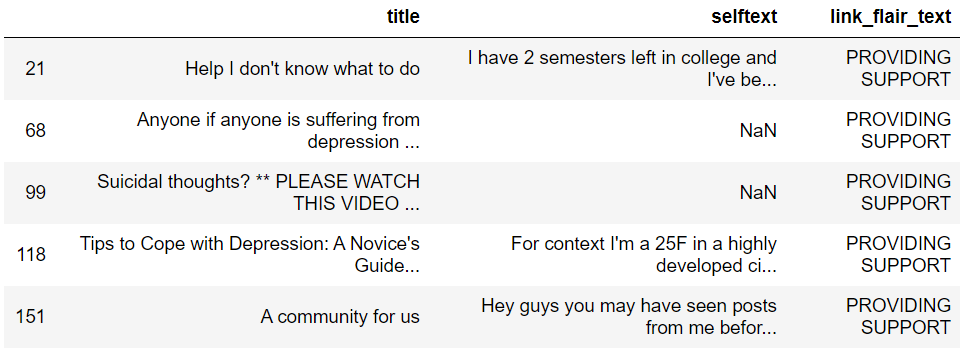 title selftext link_flair_text
21 Help I don't know what to do I have 2 semesters left in college and I've be... PROVIDING SUPPORT
68 Anyone if anyone is suffering from depression ... NaN PROVIDING SUPPORT
99 Suicidal thoughts? ** PLEASE WATCH THIS VIDEO ... NaN PROVIDING SUPPORT
118 Tips to Cope with Depression: A Novice's Guide... For context I'm a 25F in a highly developed ci... PROVIDING SUPPORT
151 A community for us Hey guys you may have seen posts from me befor... PROVIDING SUPPORT